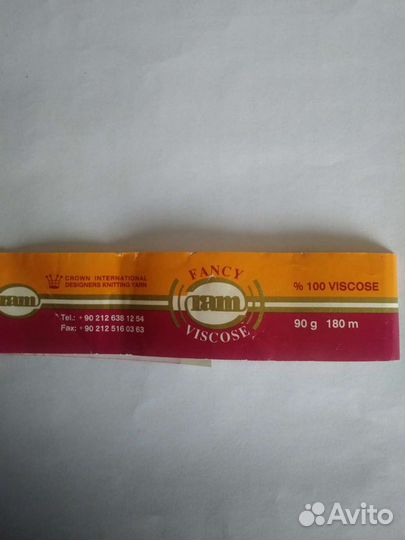 CROWN INTERNATIONAL
DESIGNERS KNITTING YARN
ram
Tel.: +90 212 638 12 54
Fax: +90 212 516 03 63
FANCY
ram
VISCOSE
% 100 VISCOSE
90 g 180 m
Avito